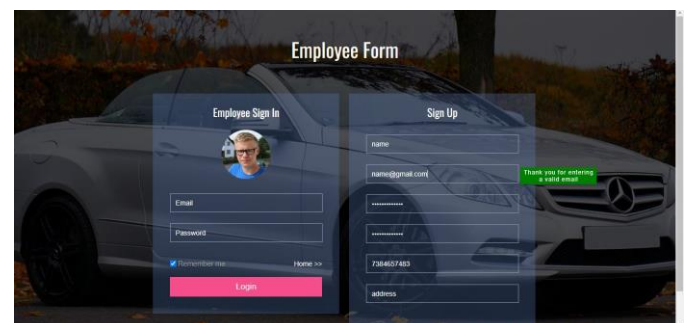 Employee Form
Employee Sign In
Email
Password
Remember me
Home >>
Login
Sign Up
name
name@gmail.com
Thank you for entering
a valid email
•••••••••••••
•••••••••••••
7384657483
address